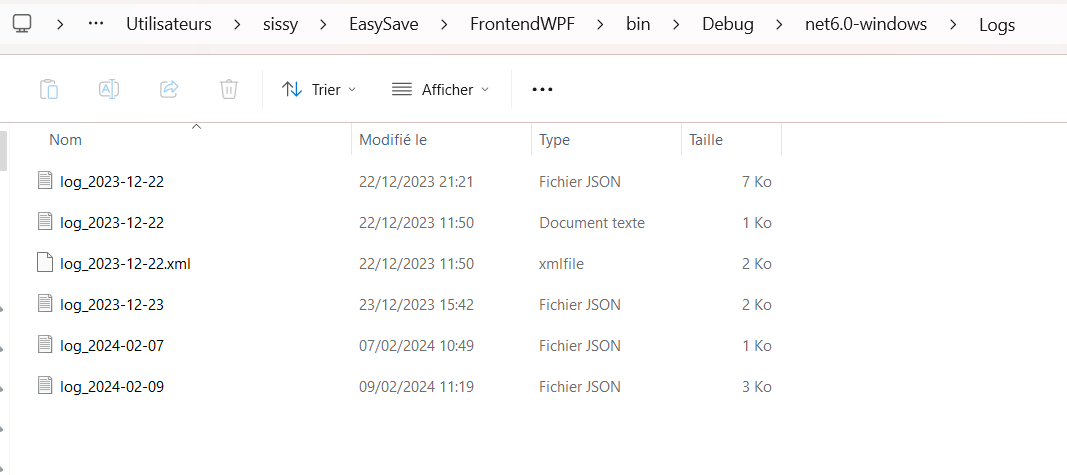 ··· Utilisateurs sissy EasySave FrontendWPF bin Debug net6.0-windows Logs
Trier Afficher ···
Nom Modifié le Type Taille
log_2023-12-22 22/12/2023 21:21 Fichier JSON 7 Ko
log_2023-12-22 22/12/2023 11:50 Document texte 1 Ko
log_2023-12-22.xml 22/12/2023 11:50 xmlfile 2 Ko
log_2023-12-23 23/12/2023 15:42 Fichier JSON 2 Ko
log_2024-02-07 07/02/2024 10:49 Fichier JSON 1 Ko
log_2024-02-09 09/02/2024 11:19 Fichier JSON 3 Ko